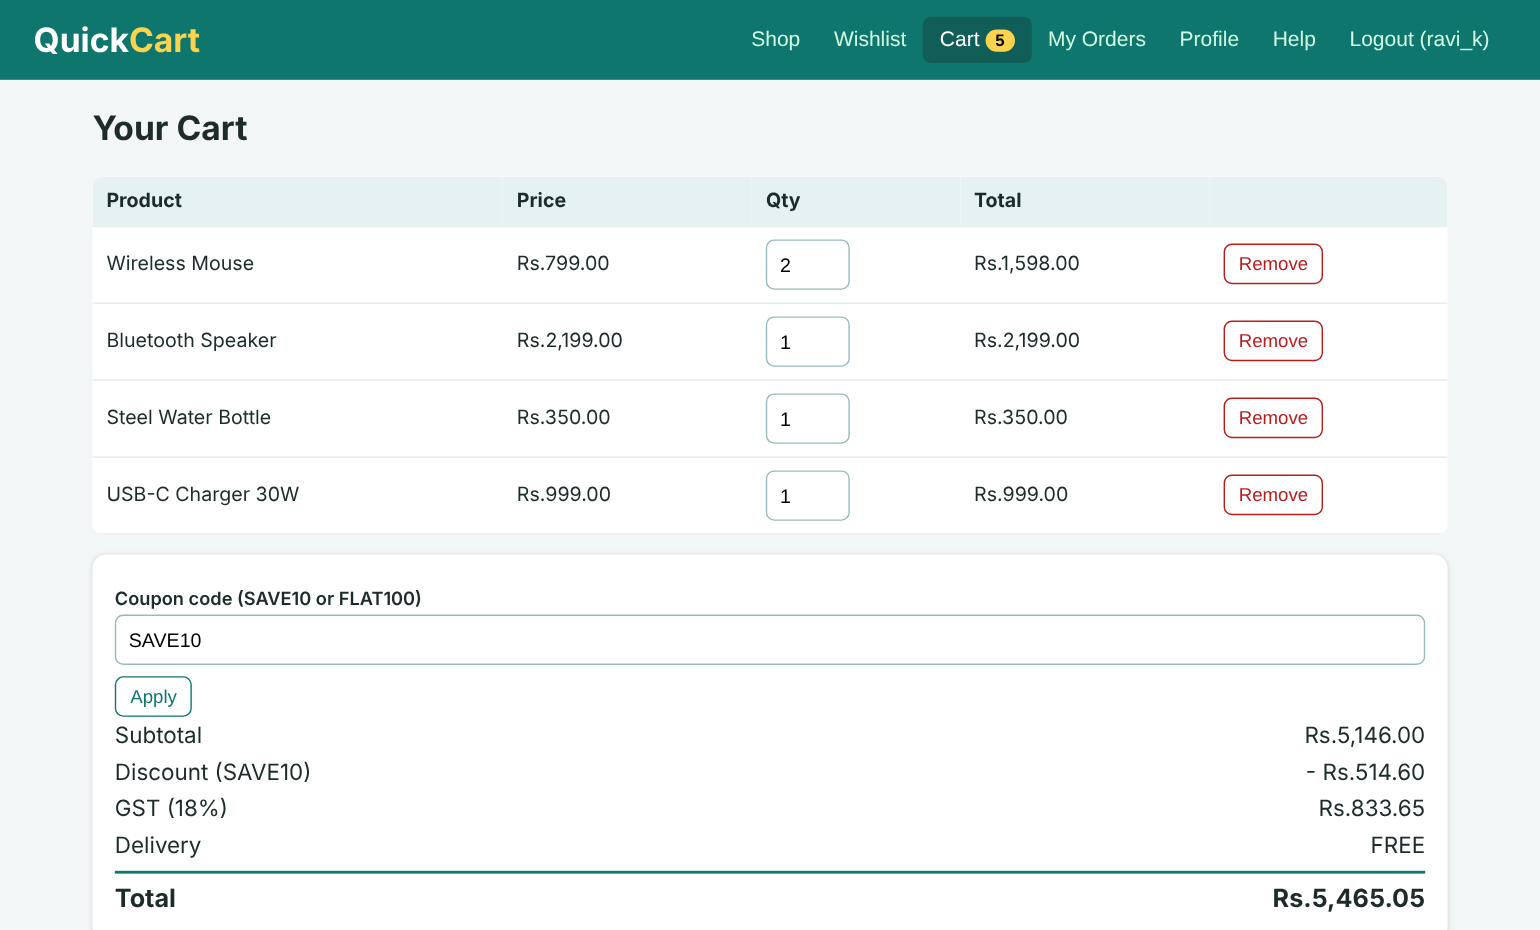 QuickCart Shop Wishlist Cart 5 My Orders Profile Help Logout (ravi_k)
Your Cart
Product Price Qty Total
Wireless Mouse Rs.799.00 2 Rs.1,598.00 Remove
Bluetooth Speaker Rs.2,199.00 1 Rs.2,199.00 Remove
Steel Water Bottle Rs.350.00 1 Rs.350.00 Remove
USB-C Charger 30W Rs.999.00 1 Rs.999.00 Remove
Coupon code (SAVE10 or FLAT100)
SAVE10
Apply
Subtotal Rs.5,146.00
Discount (SAVE10) - Rs.514.60
GST (18%) Rs.833.65
Delivery FREE
Total Rs.5,465.05